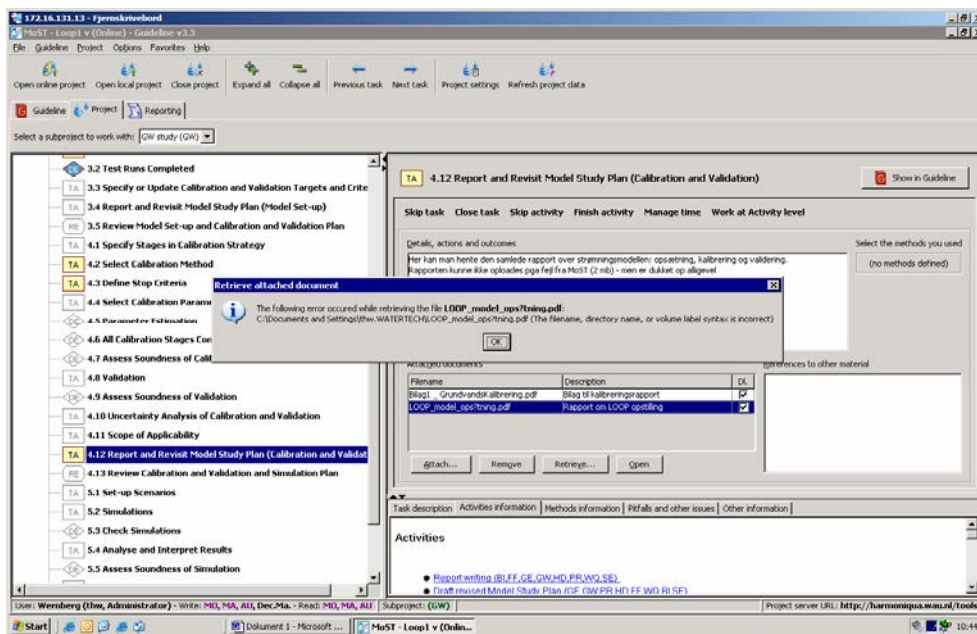 172.16.131.13 - Fjernskrivebord
MoST - Loop1 v (Online) - Guideline v3.3
File Guideline Project Options Favorites Help
Open online project Open local project Close project Expand all Collapse all Previous task Next task Project settings Refresh project data
Guideline Project Reporting
Select a subproject to work with: GW study (GW)
3.2 Test Runs Completed
TA 3.3 Specify or Update Calibration and Validation Targets and Crite
TA 3.4 Report and Revisit Model Study Plan (Model Set-up)
RE 3.5 Review Model Set-up and Calibration and Validation Plan
TA 4.1 Specify Stages in Calibration Strategy
TA 4.2 Select Calibration Method
TA 4.3 Define Stop Criteria
TA 4.4 Select Calibration Parame
4.5 Parameter Estimation
4.6 All Calibration Stages Con
4.7 Assess Soundness of Cali
TA 4.8 Validation
4.9 Assess Soundness of Validation
TA 4.10 Uncertainty Analysis of Calibration and Validation
TA 4.11 Scope of Applicability
TA 4.12 Report and Revisit Model Study Plan (Calibration and Validat
RE 4.13 Review Calibration and Validation and Simulation Plan
TA 5.1 Set-up Scenarios
TA 5.2 Simulations
5.3 Check Simulations
TA 5.4 Analyse and Interpret Results
5.5 Assess Soundness of Simulation
TA 4.12 Report and Revisit Model Study Plan (Calibration and Validation)
Show in Guideline
Skip task Close task Skip activity Finish activity Manage time Work at Activity level
Details, actions and outcomes
Select the methods you used
Her kan man hente den samlede rapport over strømningsmodellen: opsætning, kalibrering og validering.
Rapporten kunne ikke oploades pga fejl fra MoST (2 mb) - men er dukket op alligevel
(no methods defined)
Retrieve attached document
The following error occured while retrieving the file LOOP_model_ops?tning.pdf:
C:\Documents and Settings\thw.WATERTECH\LOOP_model_ops?tning.pdf (The filename, directory name, or volume label syntax is incorrect)
OK
Attached documents
References to other material
Filename Description Dl.
Bilag1 _ GrundvandsKalibrering.pdf Bilag til kalibreringsrapport
LOOP_model_ops?tning.pdf Rapport om LOOP opstilling
Attach... Remove Retrieve... Open
Task description Activities information Methods information Pitfalls and other issues Other information
Activities
Report writing (BI,FF,GE,GW,HD,PR,WQ,SE)
Draft revised Model Study Plan (GE,GW,PR,HD,FF,WQ,BI,SE)
User: Wernberg (thw, Administrator) - Write: MO, MA, AU, Dec.Ma. - Read: MO, MA, AU Subproject: (GW) Project server URL: http://harmoniqua.wau.nl/tools
Start Dokument 1 - Microsoft ... MoST - Loop1 v (Onlin... 10:44